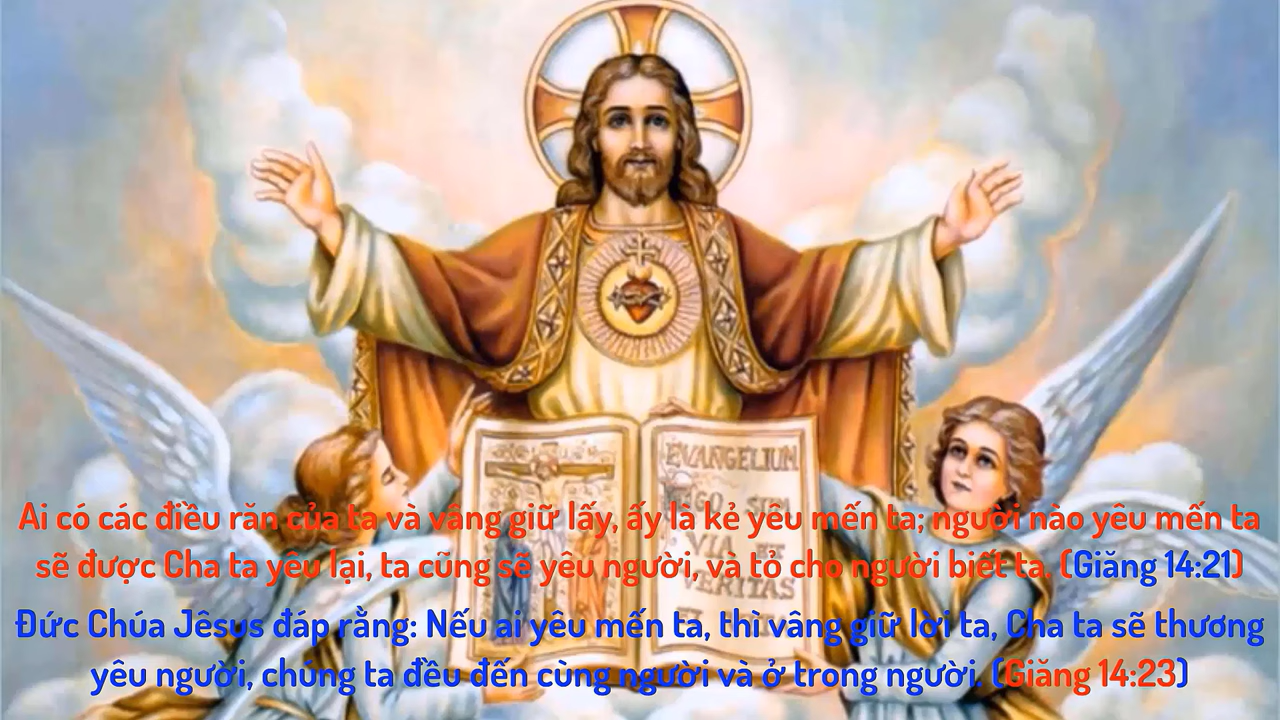 EVANGELIUM
EGO SUM
VIA ET
VERITAS
Ai có các điều răn của ta và vâng giữ lấy, ấy là kẻ yêu mến ta; người nào yêu mến ta
sẽ được Cha ta yêu lại, ta cũng sẽ yêu người, và tỏ cho người biết ta. (Giăng 14:21)
Đức Chúa Jêsus đáp rằng: Nếu ai yêu mến ta, thì vâng giữ lời ta, Cha ta sẽ thương
yêu người, chúng ta đều đến cùng người và ở trong người. (Giăng 14:23)